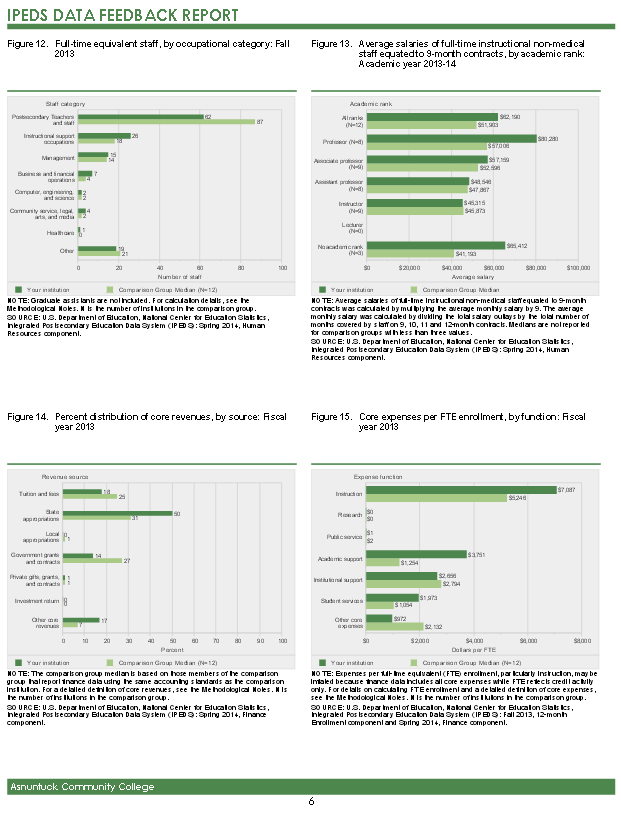 IPEDS DATA FEEDBACK REPORT
Figure 12. Full-time equivalent staff, by occupational category: Fall
2013
Staff category
Postsecondary Teachers
and staff
62
87
Instructional support
occupations
26
18
Management
15
14
Business and financial
operations
7
4
Computer, engineering,
and science
2
2
Community service, legal,
arts, and media
4
2
Healthcare
1
0
Other
19
21
0 20 40 60 80 100
Number of staff
Your institution Comparison Group Median (N=12)
NOTE: Graduate assistants are not included. For calculation details, see the
Methodological Notes. N is the number of institutions in the comparison group.
SOURCE: U.S. Department of Education, National Center for Education Statistics,
Integrated Postsecondary Education Data System (IPEDS): Spring 2014, Human
Resources component.
Figure 13. Average salaries of full-time instructional non-medical
staff equated to 9-month contracts, by academic rank:
Academic year 2013-14
Academic rank
All ranks
(N=12)
$62,190
$51,903
Professor (N=8)
$80,280
$57,006
Associate professor
(N=9)
$57,159
$52,596
Assistant professor
(N=8)
$48,546
$47,867
Instructor
(N=9)
$45,315
$45,873
Lecturer
(N=0)
No academic rank
(N=3)
$65,412
$41,193
$0 $20,000 $40,000 $60,000 $80,000 $100,000
Average salary
Your institution Comparison Group Median
NOTE: Average salaries of full-time instructional non-medical staff equated to 9-month
contracts was calculated by multiplying the average monthly salary by 9. The average
monthly salary was calculated by dividing the total salary outlays by the total number of
months covered by staff on 9, 10, 11 and 12-month contracts. Medians are not reported
for comparison groups with less than three values.
SOURCE: U.S. Department of Education, National Center for Education Statistics,
Integrated Postsecondary Education Data System (IPEDS): Spring 2014, Human
Resources component.
Figure 14. Percent distribution of core revenues, by source: Fiscal
year 2013
Revenue source
Tuition and fees
18
25
State
appropriations
50
31
Local
appropriations
0
1
Government grants
and contracts
14
27
Private gifts, grants,
and contracts
1
1
Investment return
0
0
Other core
revenues
17
7
0 10 20 30 40 50 60 70 80 90 100
Percent
Your institution Comparison Group Median (N=12)
NOTE: The comparison group median is based on those members of the comparison
group that report finance data using the same accounting standards as the comparison
institution. For a detailed definition of core revenues, see the Methodological Notes. N is
the number of institutions in the comparison group.
SOURCE: U.S. Department of Education, National Center for Education Statistics,
Integrated Postsecondary Education Data System (IPEDS): Spring 2014, Finance
component.
Figure 15. Core expenses per FTE enrollment, by function: Fiscal
year 2013
Expense function
Instruction
$7,087
$5,246
Research
$0
$0
Public service
$1
$2
Academic support
$3,751
$1,254
Institutional support
$2,656
$2,794
Student services
$1,973
$1,054
Other core
expenses
$972
$2,132
$0 $2,000 $4,000 $6,000 $8,000
Dollars per FTE
Your institution Comparison Group Median (N=12)
NOTE: Expenses per full-time equivalent (FTE) enrollment, particularly instruction, may be
inflated because finance data includes all core expenses while FTE reflects credit activity
only. For details on calculating FTE enrollment and a detailed definition of core expenses,
see the Methodological Notes. N is the number of institutions in the comparison group.
SOURCE: U.S. Department of Education, National Center for Education Statistics,
Integrated Postsecondary Education Data System (IPEDS): Fall 2013, 12-month
Enrollment component and Spring 2014, Finance component.
Asnuntuck Community College
6